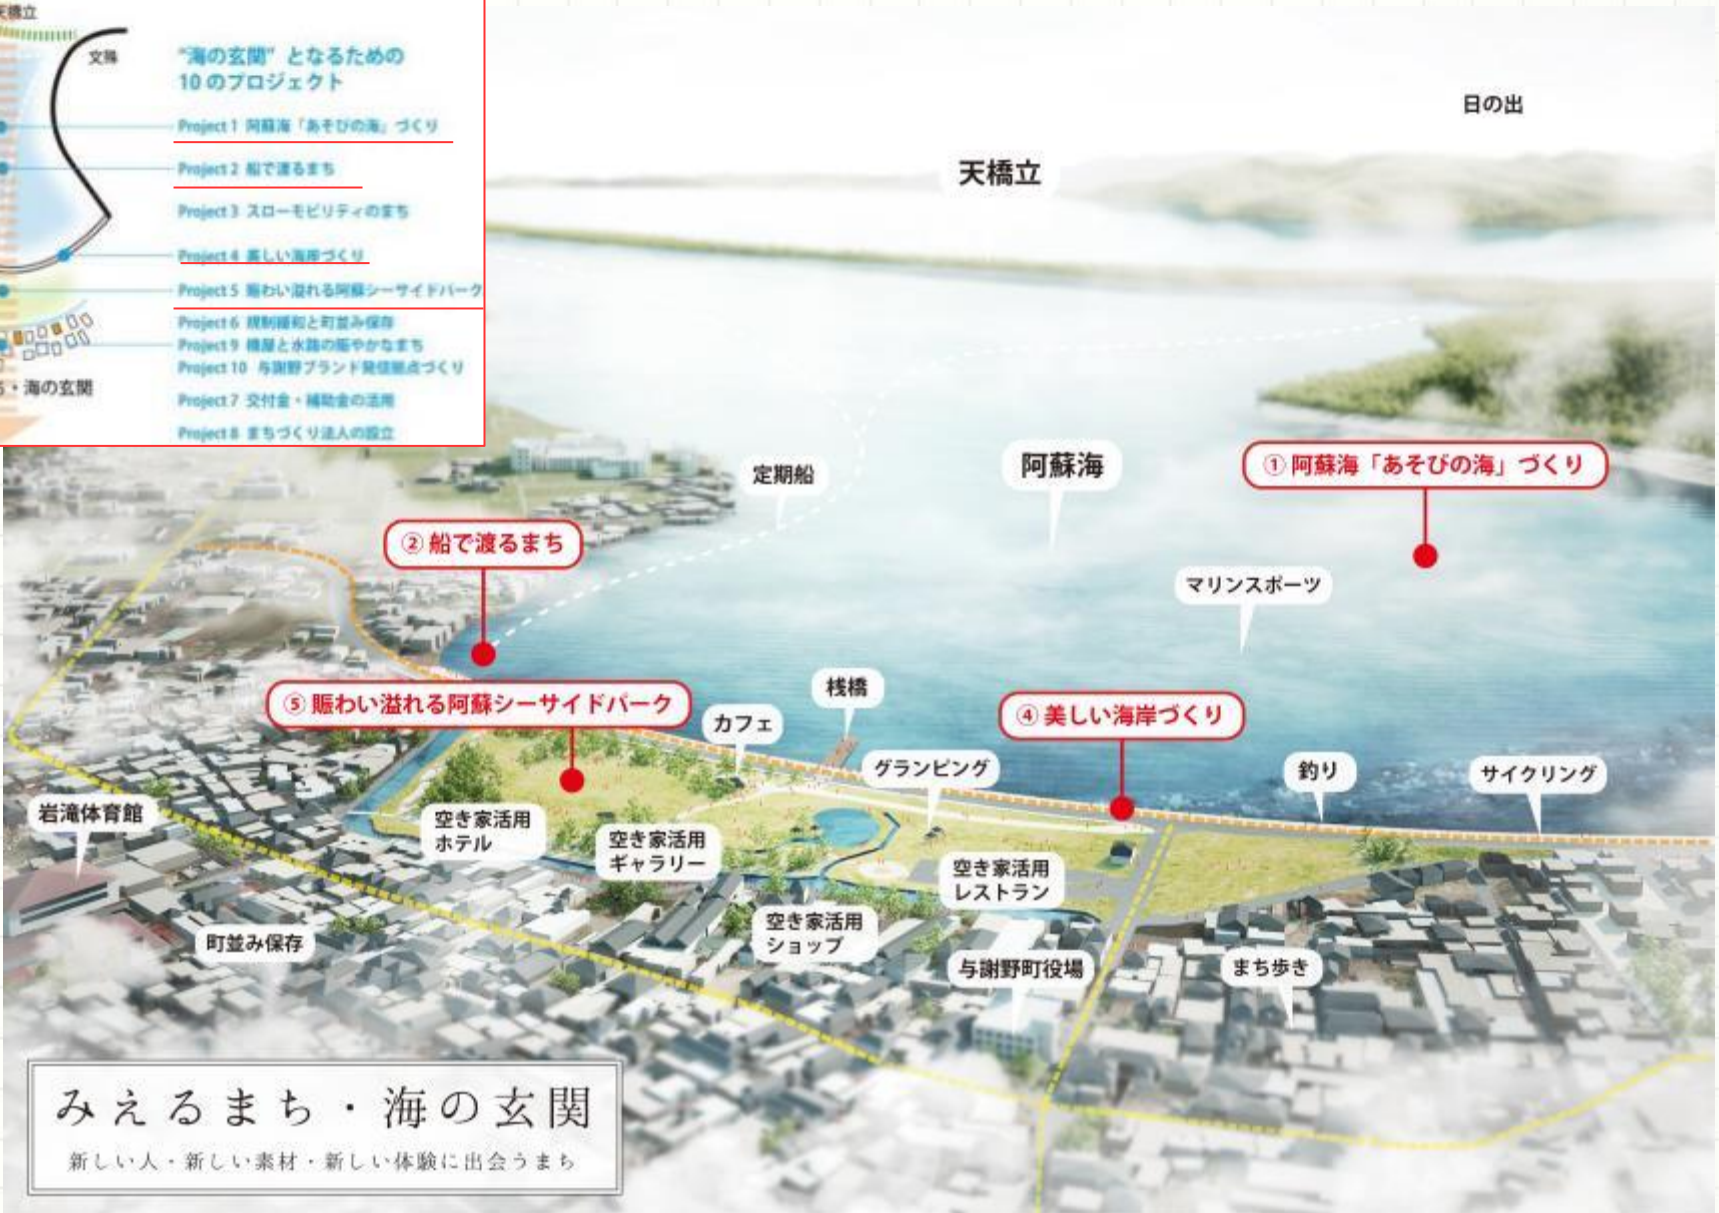 天橋立
文殊
“海の玄関” となるための
10 のプロジェクト
Project 1 阿蘇海「あそびの海」づくり
Project 2 船で渡るまち
Project 3 スローモビリティのまち
Project 4 美しい海岸づくり
Project 5 賑わい溢れる阿蘇シーサイドパーク
Project 6 規制緩和と町並み保存
Project 9 機屋と水路の賑やかなまち
Project 10 与謝野ブランド発信拠点づくり
・海の玄関
Project 7 交付金・補助金の活用
Project 8 まちづくり法人の設立
日の出
天橋立
定期船
阿蘇海
① 阿蘇海「あそびの海」づくり
② 船で渡るまち
マリンスポーツ
⑤ 賑わい溢れる阿蘇シーサイドパーク
カフェ
桟橋
④ 美しい海岸づくり
グランピング
釣り
サイクリング
岩滝体育館
空き家活用
ホテル
空き家活用
ギャラリー
空き家活用
レストラン
空き家活用
ショップ
町並み保存
与謝野町役場
まち歩き
みえるまち・海の玄関
新しい人・新しい素材・新しい体験に出会うまち